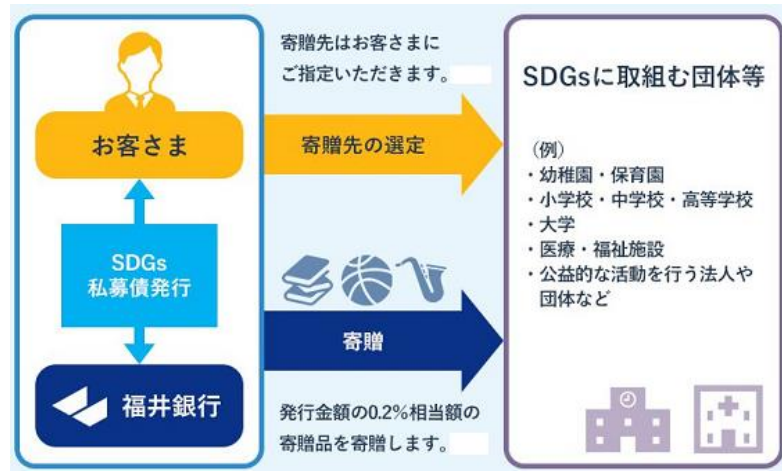 お客さま
SDGs
私募債発行
福井銀行
寄贈先はお客さまに
ご指定いただきます。
寄贈先の選定
寄贈
発行金額の0.2%相当額の
寄贈品を寄贈します。
SDGsに取組む団体等
（例）
・幼稚園・保育園
・小学校・中学校・高等学校
・大学
・医療・福祉施設
・公益的な活動を行う法人や
団体など